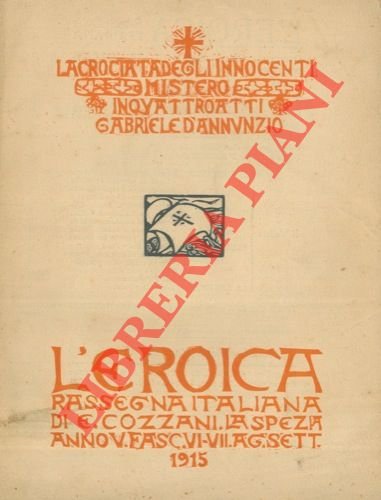 LA CROCIATA DEGLI INNOCENTI
MISTERO
IN QVATTRO ATTI
GABRIELE D'ANNVNZIO
LIBRERIA PIANI
L'EROICA
RASSEGNA ITALIANA
DI E. COZZANI. LA SPEZIA
ANNO V. FASC. VI-VII. AG. SETT.
1915